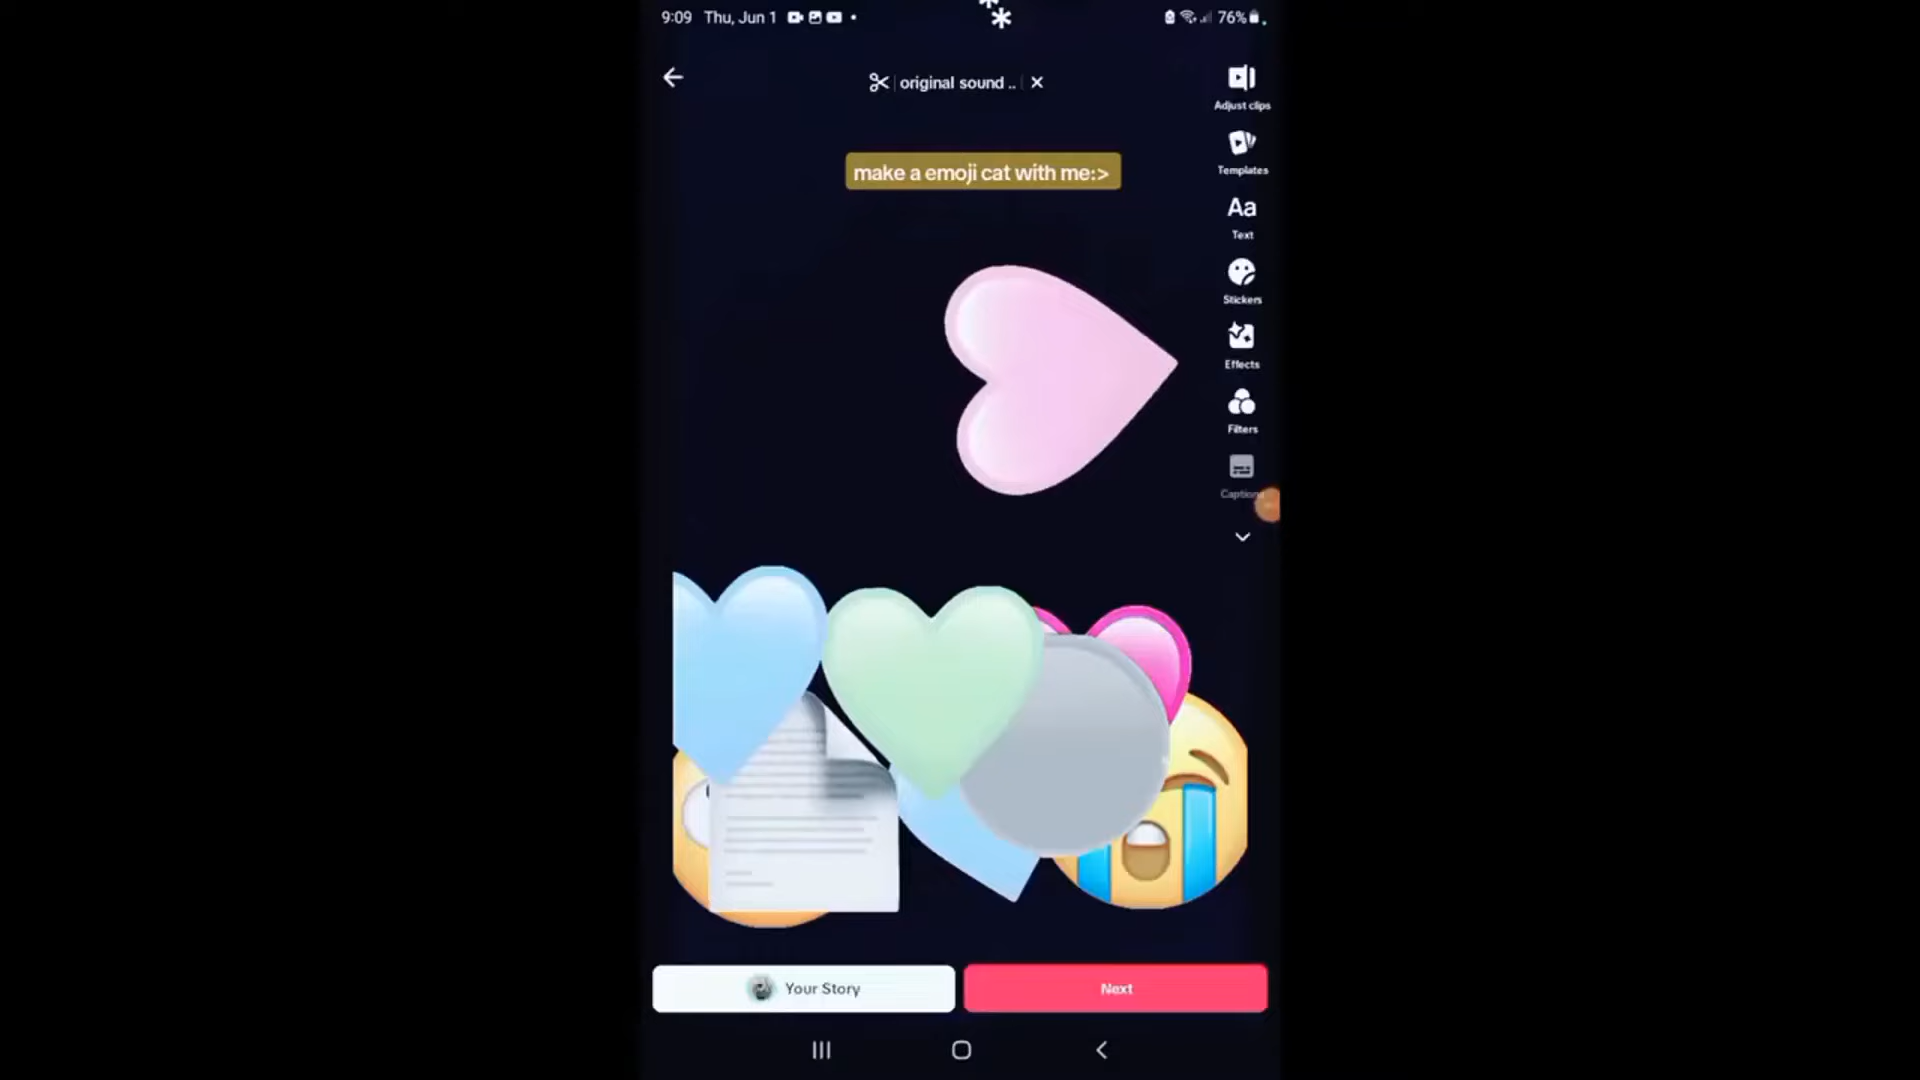 9:09 Thu, Jun 1 76%
original sound ..
Adjust clips
make a emoji cat with me:>
Templates
Aa
Text
Stickers
Effects
Filters
Captions
Your Story
Next